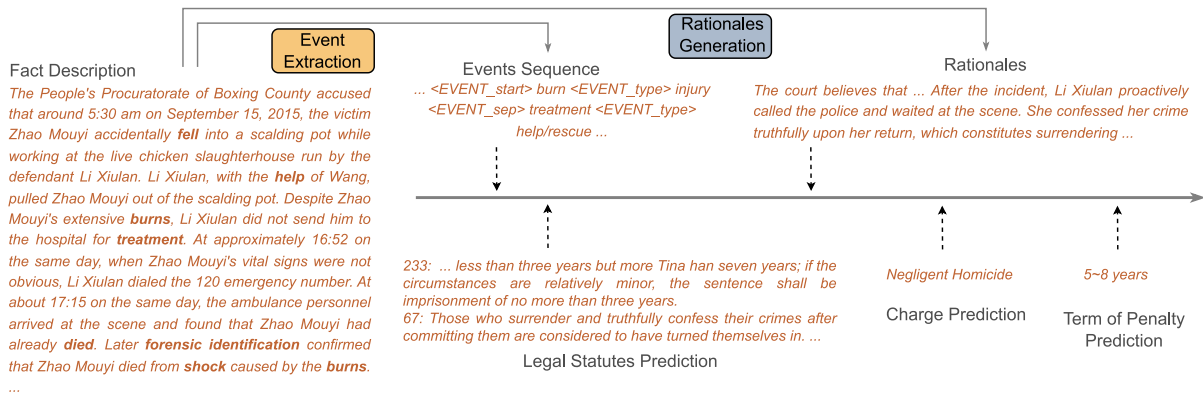 Event
Extraction
Rationales
Generation
Fact Description
The People's Procuratorate of Boxing County accused
that around 5:30 am on September 15, 2015, the victim
Zhao Mouyi accidentally fell into a scalding pot while
working at the live chicken slaughterhouse run by the
defendant Li Xiulan. Li Xiulan, with the help of Wang,
pulled Zhao Mouyi out of the scalding pot. Despite Zhao
Mouyi's extensive burns, Li Xiulan did not send him to
the hospital for treatment. At approximately 16:52 on
the same day, when Zhao Mouyi's vital signs were not
obvious, Li Xiulan dialed the 120 emergency number. At
about 17:15 on the same day, the ambulance personnel
arrived at the scene and found that Zhao Mouyi had
already died. Later forensic identification confirmed
that Zhao Mouyi died from shock caused by the burns.
...
Events Sequence
... <EVENT_start> burn <EVENT_type> injury
<EVENT_sep> treatment <EVENT_type>
help/rescue ...
Rationales
The court believes that ... After the incident, Li Xiulan proactively
called the police and waited at the scene. She confessed her crime
truthfully upon her return, which constitutes surrendering ...
233: ... less than three years but more Tina han seven years; if the
circumstances are relatively minor, the sentence shall be
imprisonment of no more than three years.
67: Those who surrender and truthfully confess their crimes after
committing them are considered to have turned themselves in. ...
Legal Statutes Prediction
Negligent Homicide
Charge Prediction
5~8 years
Term of Penalty
Prediction